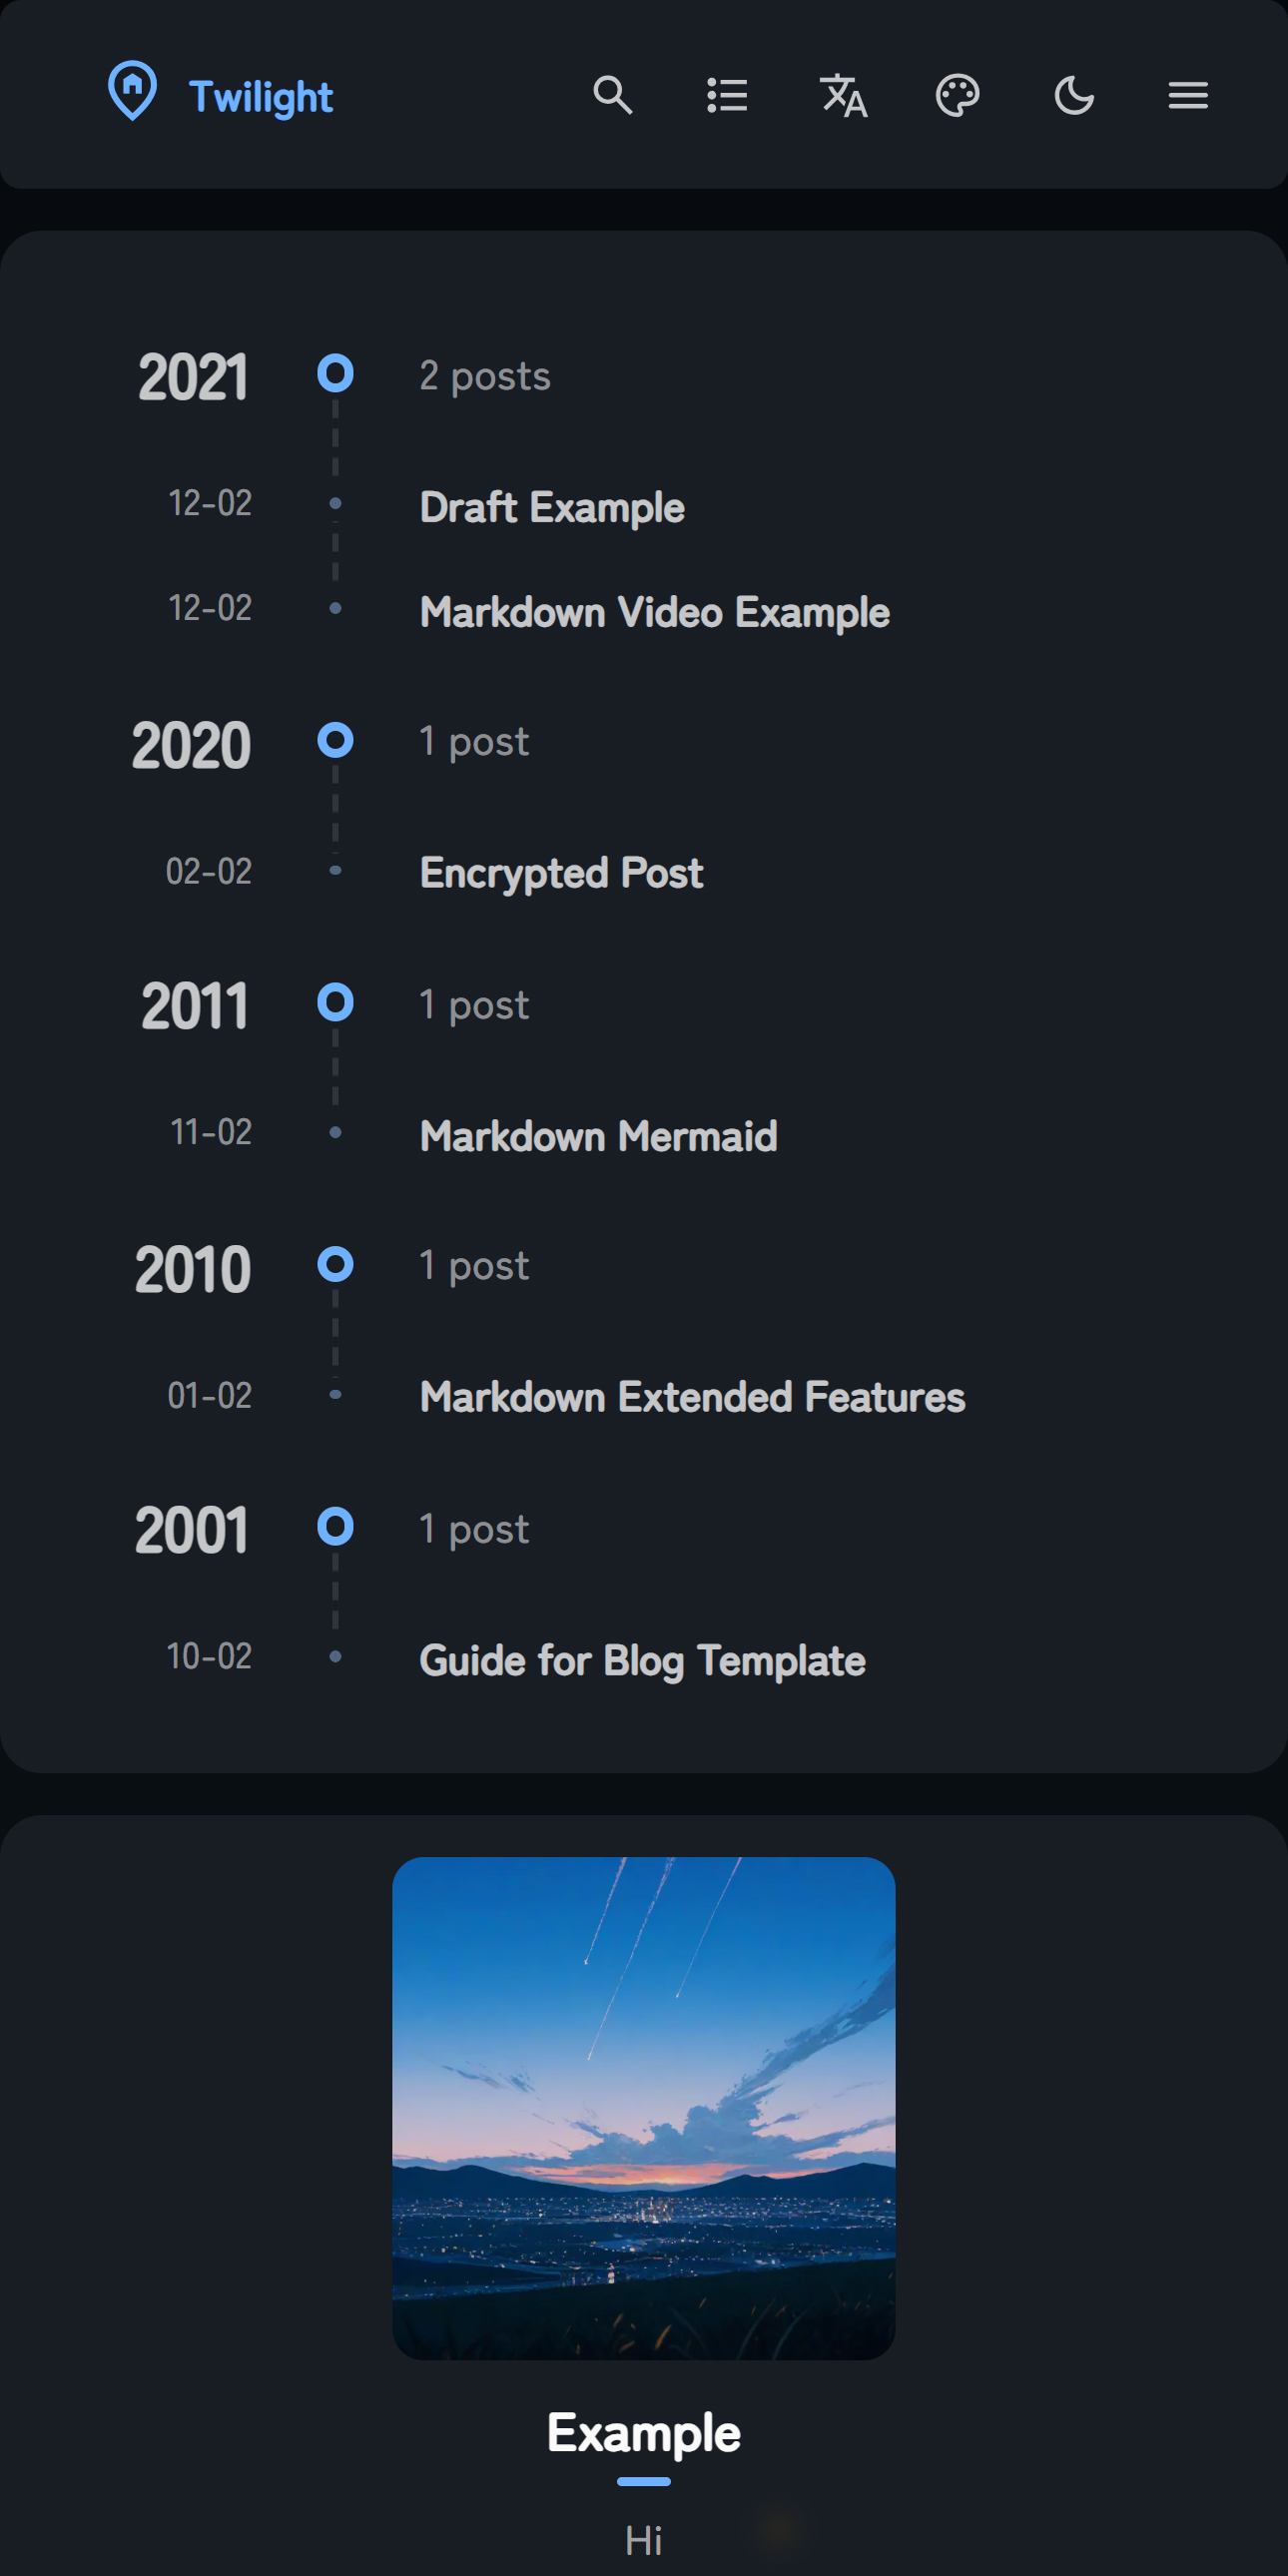 Twilight
2021 2 posts
12-02 Draft Example
12-02 Markdown Video Example
2020 1 post
02-02 Encrypted Post
2011 1 post
11-02 Markdown Mermaid
2010 1 post
01-02 Markdown Extended Features
2001 1 post
10-02 Guide for Blog Template
Example
Hi